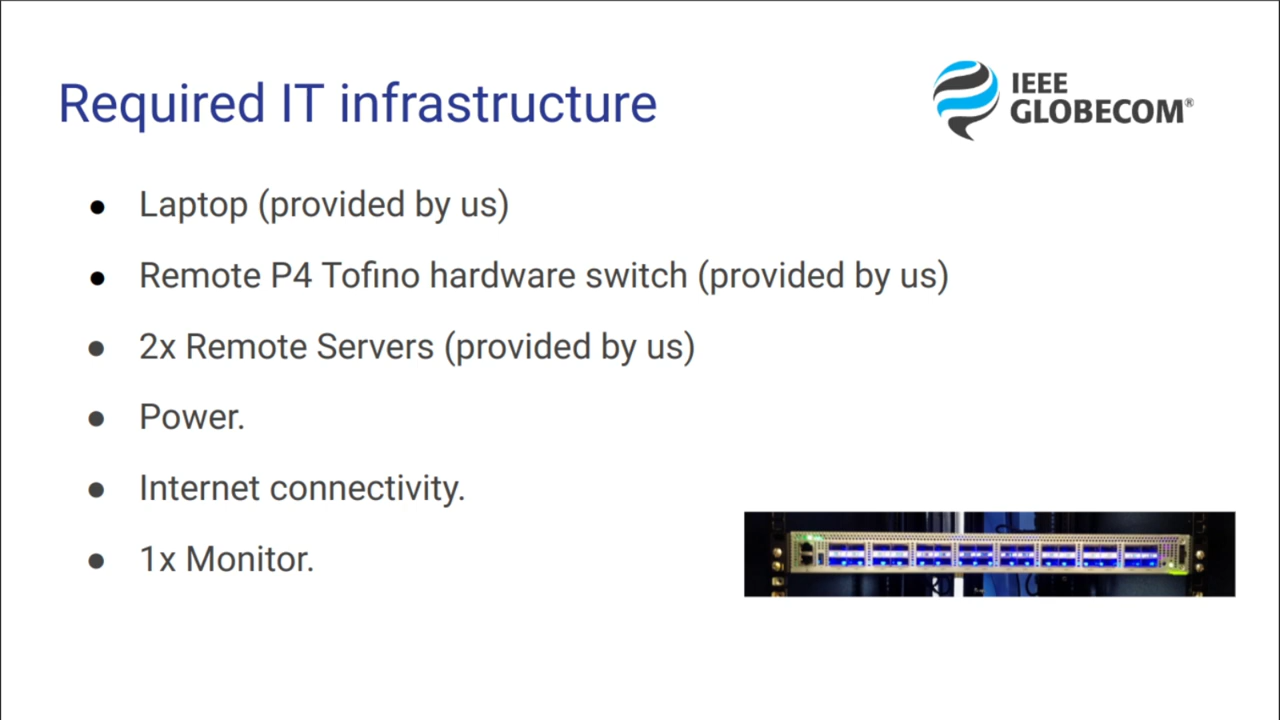 Required IT infrastructure
IEEE
GLOBECOM®
● Laptop (provided by us)
● Remote P4 Tofino hardware switch (provided by us)
● 2x Remote Servers (provided by us)
● Power.
● Internet connectivity.
● 1x Monitor.